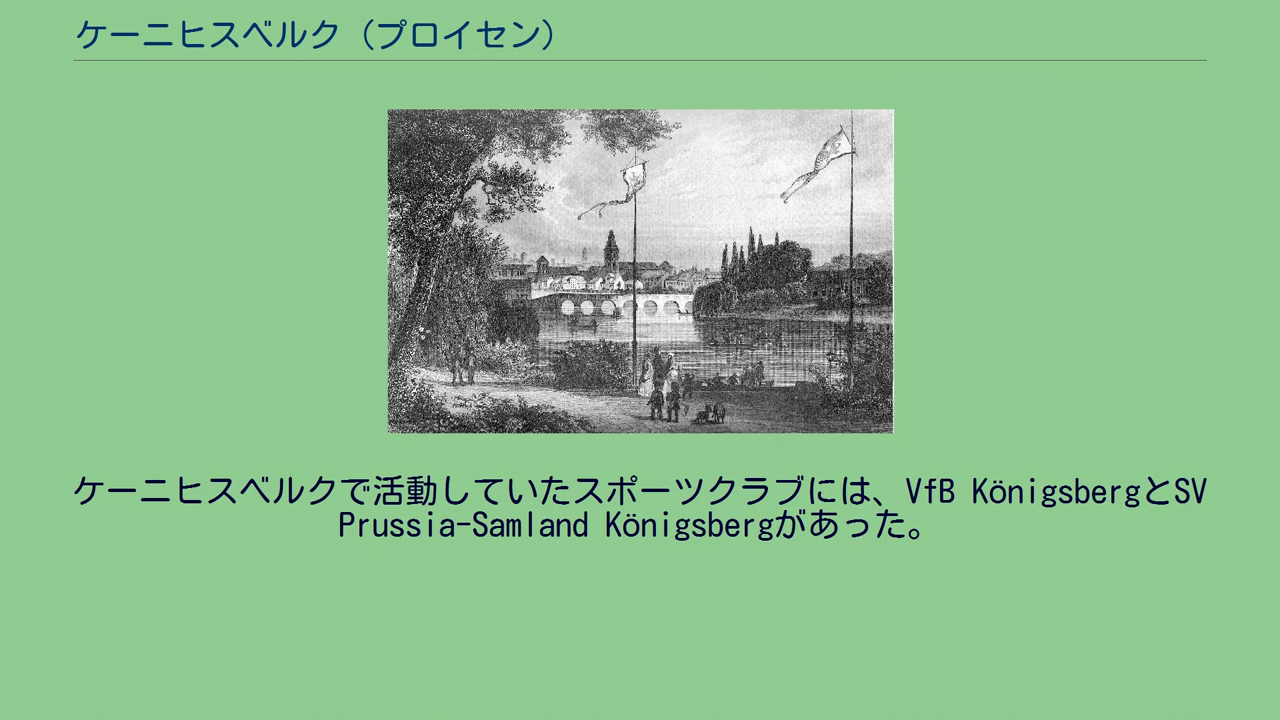 ケーニヒスベルク（プロイセン）
ケーニヒスベルクで活動していたスポーツクラブには、VfB KönigsbergとSV
Prussia-Samland Königsbergがあった。